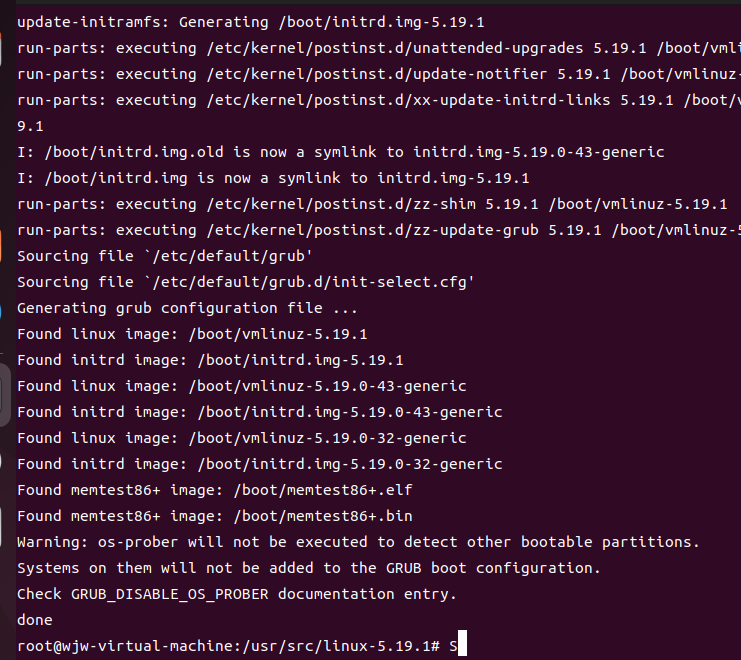 update-initramfs: Generating /boot/initrd.img-5.19.1
run-parts: executing /etc/kernel/postinst.d/unattended-upgrades 5.19.1 /boot/vmli
run-parts: executing /etc/kernel/postinst.d/update-notifier 5.19.1 /boot/vmlinuz-
run-parts: executing /etc/kernel/postinst.d/xx-update-initrd-links 5.19.1 /boot/v
9.1
I: /boot/initrd.img.old is now a symlink to initrd.img-5.19.0-43-generic
I: /boot/initrd.img is now a symlink to initrd.img-5.19.1
run-parts: executing /etc/kernel/postinst.d/zz-shim 5.19.1 /boot/vmlinuz-5.19.1
run-parts: executing /etc/kernel/postinst.d/zz-update-grub 5.19.1 /boot/vmlinuz-5
Sourcing file `/etc/default/grub'
Sourcing file `/etc/default/grub.d/init-select.cfg'
Generating grub configuration file ...
Found linux image: /boot/vmlinuz-5.19.1
Found initrd image: /boot/initrd.img-5.19.1
Found linux image: /boot/vmlinuz-5.19.0-43-generic
Found initrd image: /boot/initrd.img-5.19.0-43-generic
Found linux image: /boot/vmlinuz-5.19.0-32-generic
Found initrd image: /boot/initrd.img-5.19.0-32-generic
Found memtest86+ image: /boot/memtest86+.elf
Found memtest86+ image: /boot/memtest86+.bin
Warning: os-prober will not be executed to detect other bootable partitions.
Systems on them will not be added to the GRUB boot configuration.
Check GRUB_DISABLE_OS_PROBER documentation entry.
done
root@wjw-virtual-machine:/usr/src/linux-5.19.1# S